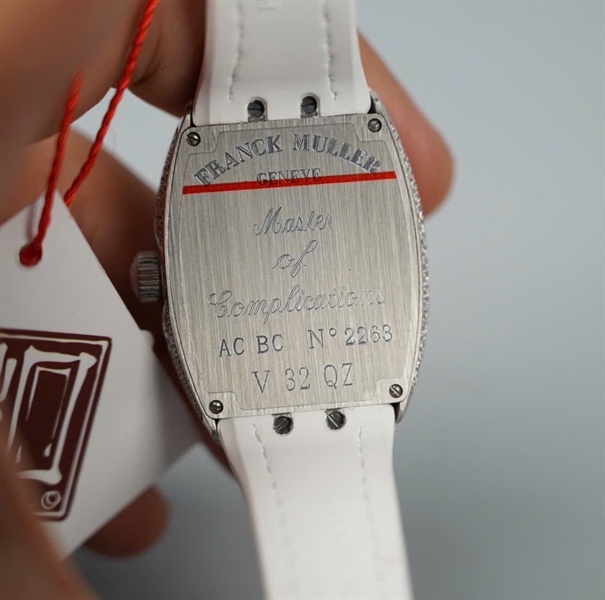 FRANCK MULLER
GENEVE
Master
of
Complications
AC BC N° 2263
V 32 QZ